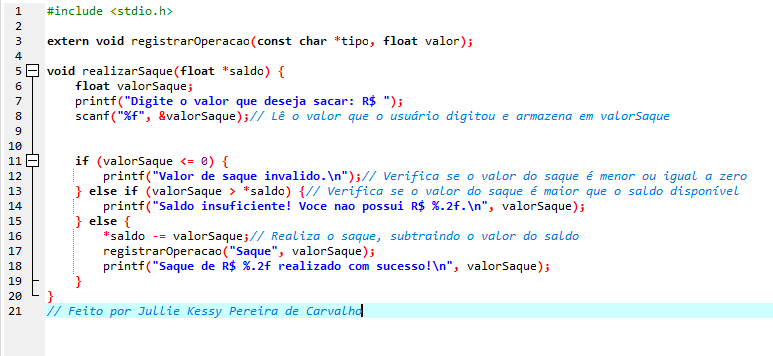 1 #include <stdio.h>
2
3 extern void registrarOperacao(const char *tipo, float valor);
4
5 void realizarSaque(float *saldo) {
6     float valorSaque;
7     printf("Digite o valor que deseja sacar: R$ ");
8     scanf("%f", &valorSaque);// Lê o valor que o usuário digitou e armazena em valorSaque
9
10
11     if (valorSaque <= 0) {
12         printf("Valor de saque invalido.\n");// Verifica se o valor do saque é menor ou igual a zero
13     } else if (valorSaque > *saldo) {// Verifica se o valor do saque é maior que o saldo disponível
14         printf("Saldo insuficiente! Voce nao possui R$ %.2f.\n", valorSaque);
15     } else {
16         *saldo -= valorSaque;// Realiza o saque, subtraindo o valor do saldo
17         registrarOperacao("Saque", valorSaque);
18         printf("Saque de R$ %.2f realizado com sucesso!\n", valorSaque);
19     }
20 }
21 // Feito por Jullie Kessy Pereira de Carvalho